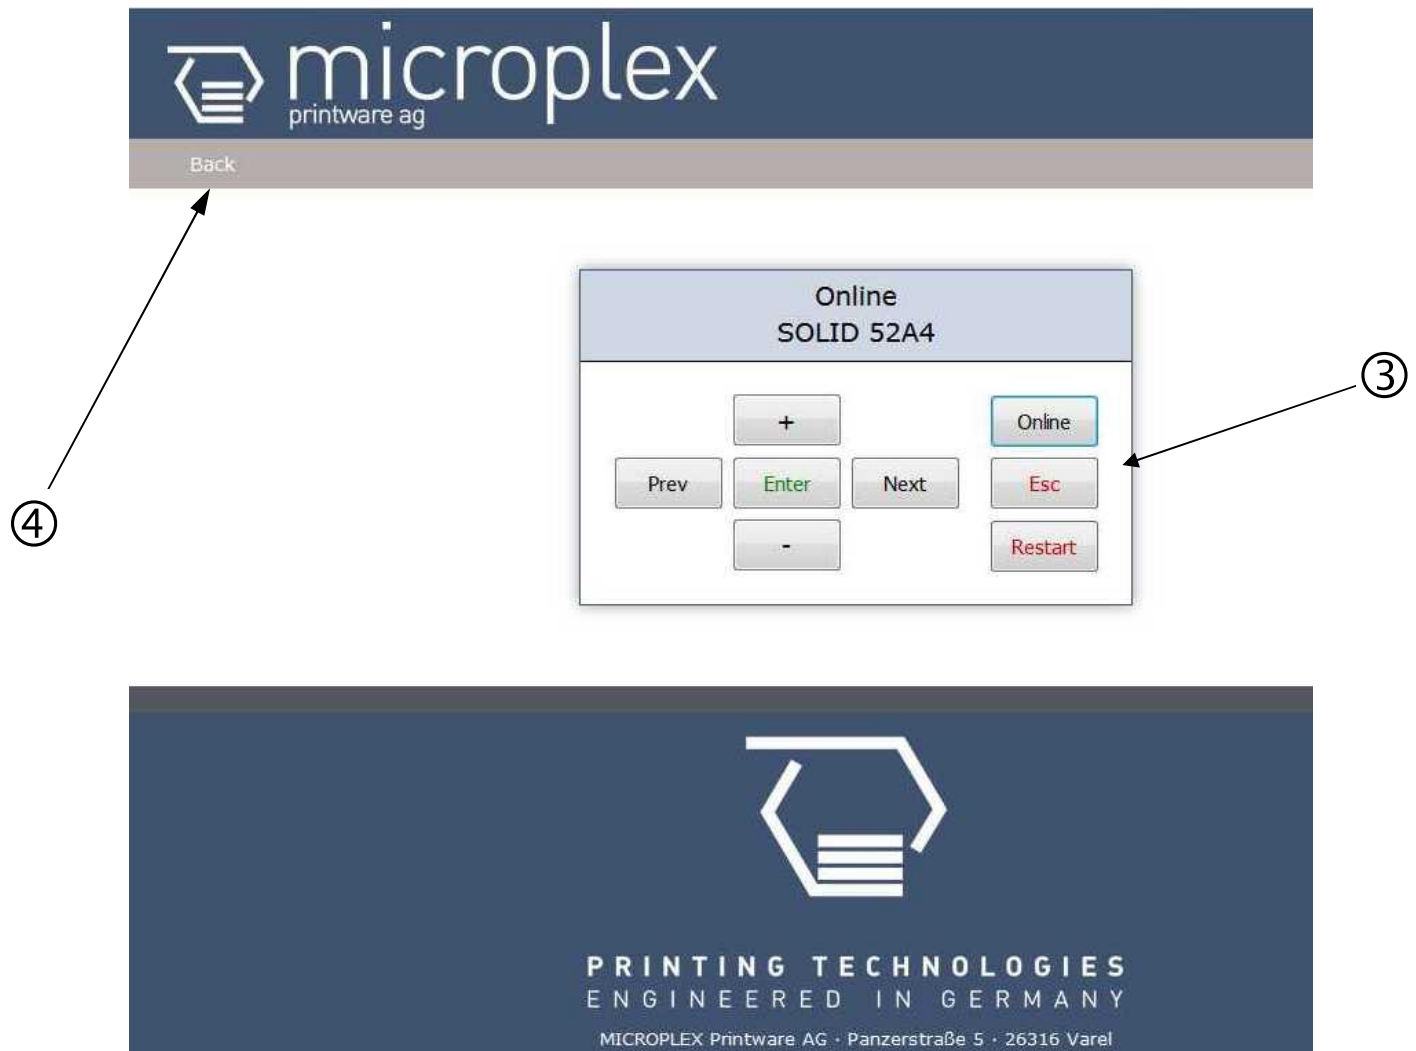 microplex
printware ag
Back
Online
SOLID 52A4
+ Online
Prev Enter Next Esc
- Restart
③
④
PRINTING TECHNOLOGIES
ENGINEERED IN GERMANY
MICROPLEX Printware AG · Panzerstraße 5 · 26316 Varel